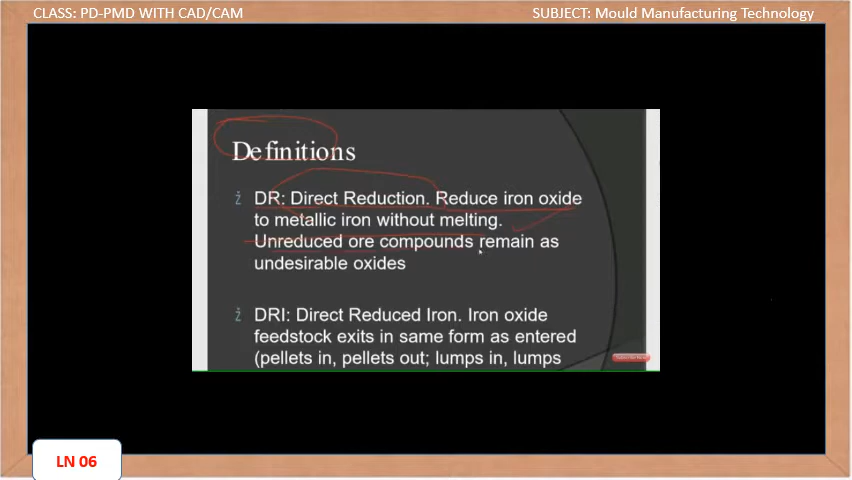 CLASS: PD-PMD WITH CAD/CAM
SUBJECT: Mould Manufacturing Technology
Definitions
ż DR: Direct Reduction. Reduce iron oxide
to metallic iron without melting.
Unreduced ore compounds remain as
undesirable oxides
ż DRI: Direct Reduced Iron. Iron oxide
feedstock exits in same form as entered
(pellets in, pellets out; lumps in, lumps
LN 06